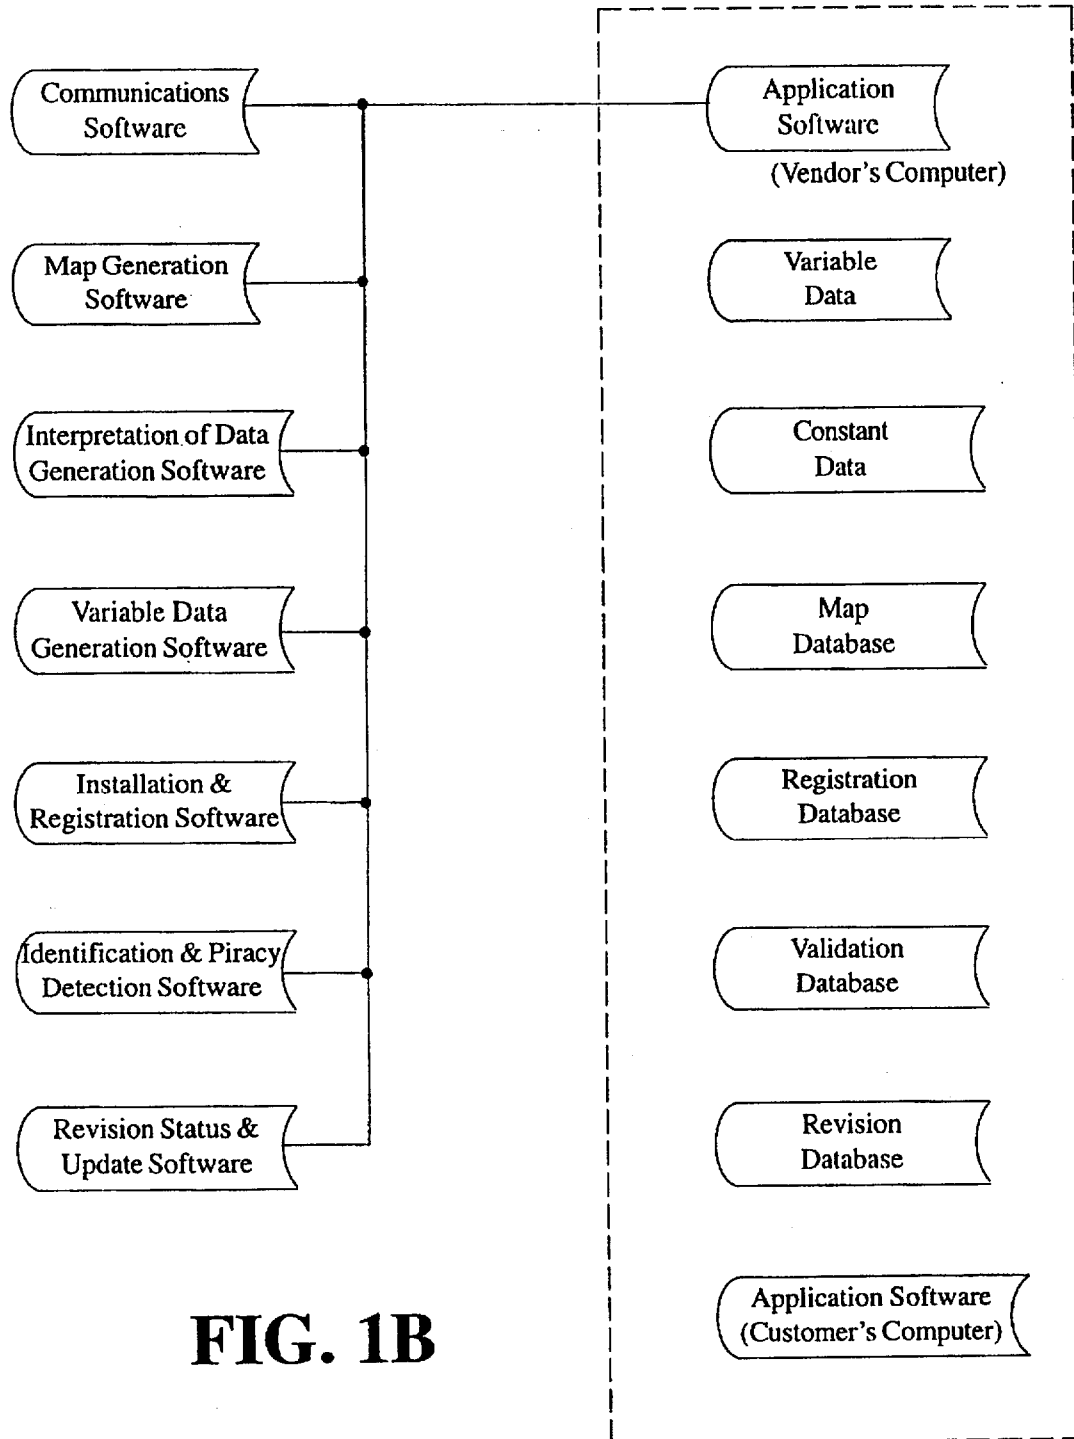 Communications
Software
Map Generation
Software
Interpretation of Data
Generation Software
Variable Data
Generation Software
Installation &
Registration Software
Identification & Piracy
Detection Software
Revision Status &
Update Software
Application
Software
(Vendor's Computer)
Variable
Data
Constant
Data
Map
Database
Registration
Database
Validation
Database
Revision
Database
Application Software
(Customer's Computer)
FIG. 1B